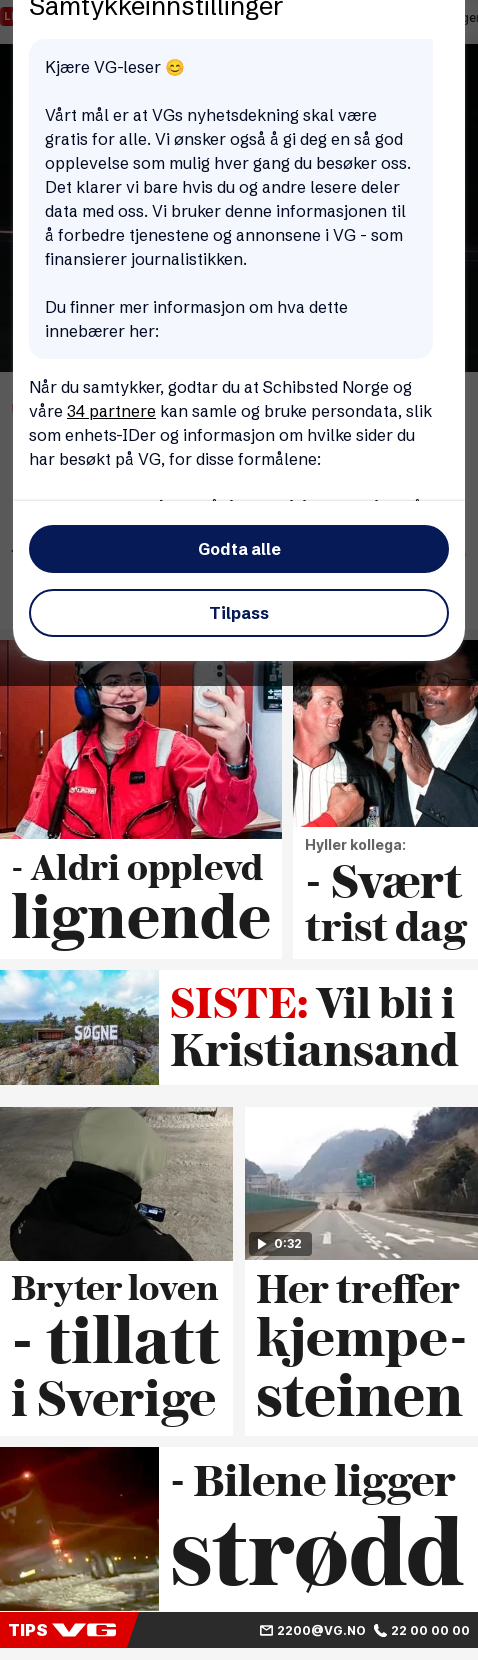 Samtykkeinnstillinger
Kjære VG-leser 😊
Vårt mål er at VGs nyhetsdekning skal være
gratis for alle. Vi ønsker også å gi deg en så god
opplevelse som mulig hver gang du besøker oss.
Det klarer vi bare hvis du og andre lesere deler
data med oss. Vi bruker denne informasjonen til
å forbedre tjenestene og annonsene i VG - som
finansierer journalistikken.
Du finner mer informasjon om hva dette
innebærer her:
Når du samtykker, godtar du at Schibsted Norge og
våre 34 partnere kan samle og bruke persondata, slik
som enhets-IDer og informasjon om hvilke sider du
har besøkt på VG, for disse formålene:
Godta alle
Tilpass
- Aldri opplevd
lignende
Hyller kollega:
- Svært
trist dag
SØGNE
SISTE: Vil bli i
Kristiansand
Bryter loven
- tillatt
i Sverige
0:32
Her treffer
kjempe-
steinen
- Bilene ligger
strødd
TIPS VG
2200@VG.NO 22 00 00 00